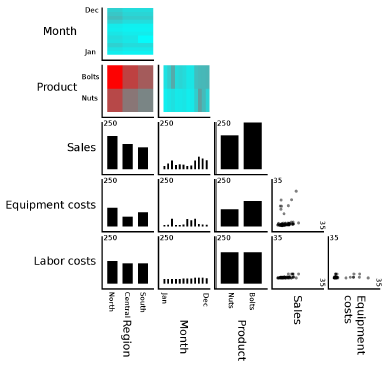 Dec
Month
Jan
Product
Bolts
Nuts
Sales
250
250
250
Equipment costs
250
250
250
35
35
Labor costs
250
250
250
35
35
35
35
North
Central
South
Region
Jan
Dec
Month
Nuts
Bolts
Product
Sales
Equipment
costs